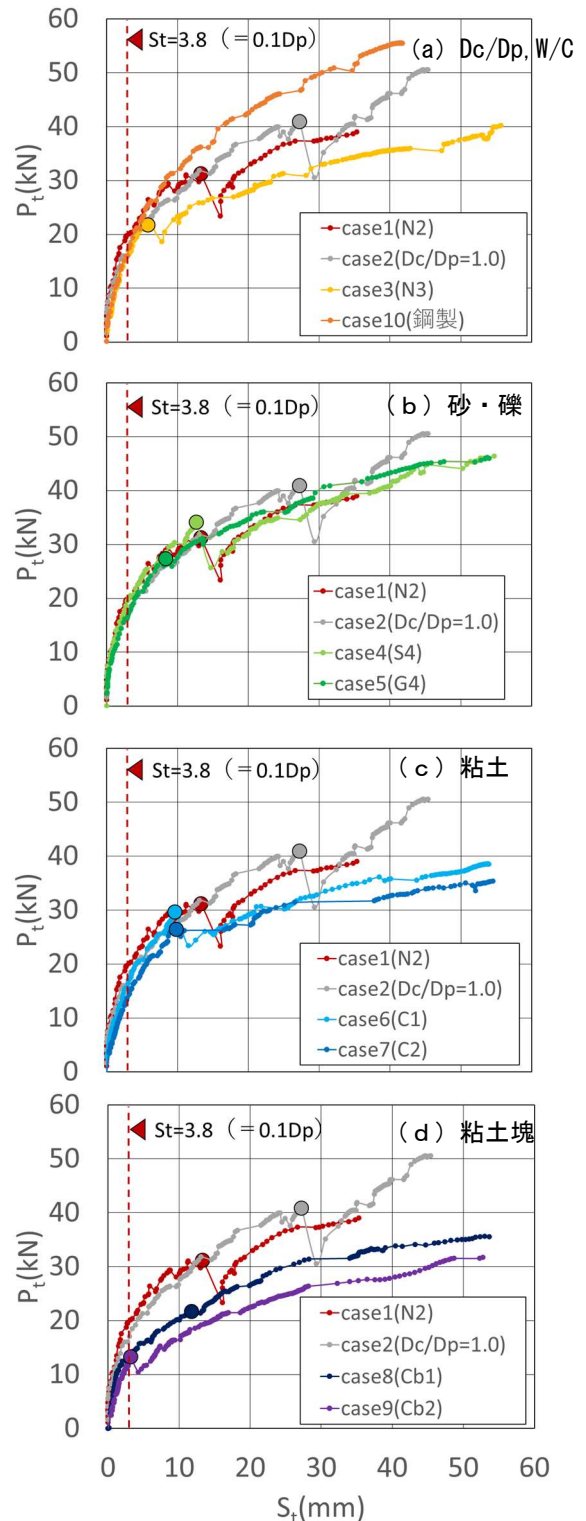 60
50
40
30
20
10
0
Pt(kN)
St=3.8（＝0.1Dp）
(a) Dc/Dp, W/C
case1(N2)
case2(Dc/Dp=1.0)
case3(N3)
case10(鋼製)
60
50
40
30
20
10
0
Pt(kN)
St=3.8（＝0.1Dp）
(b) 砂・礫
case1(N2)
case2(Dc/Dp=1.0)
case4(S4)
case5(G4)
60
50
40
30
20
10
0
Pt(kN)
St=3.8（＝0.1Dp）
(c) 粘土
case1(N2)
case2(Dc/Dp=1.0)
case6(C1)
case7(C2)
60
50
40
30
20
10
0
Pt(kN)
St=3.8（＝0.1Dp）
(d) 粘土塊
case1(N2)
case2(Dc/Dp=1.0)
case8(Cb1)
case9(Cb2)
0 10 20 30 40 50 60
St(mm)